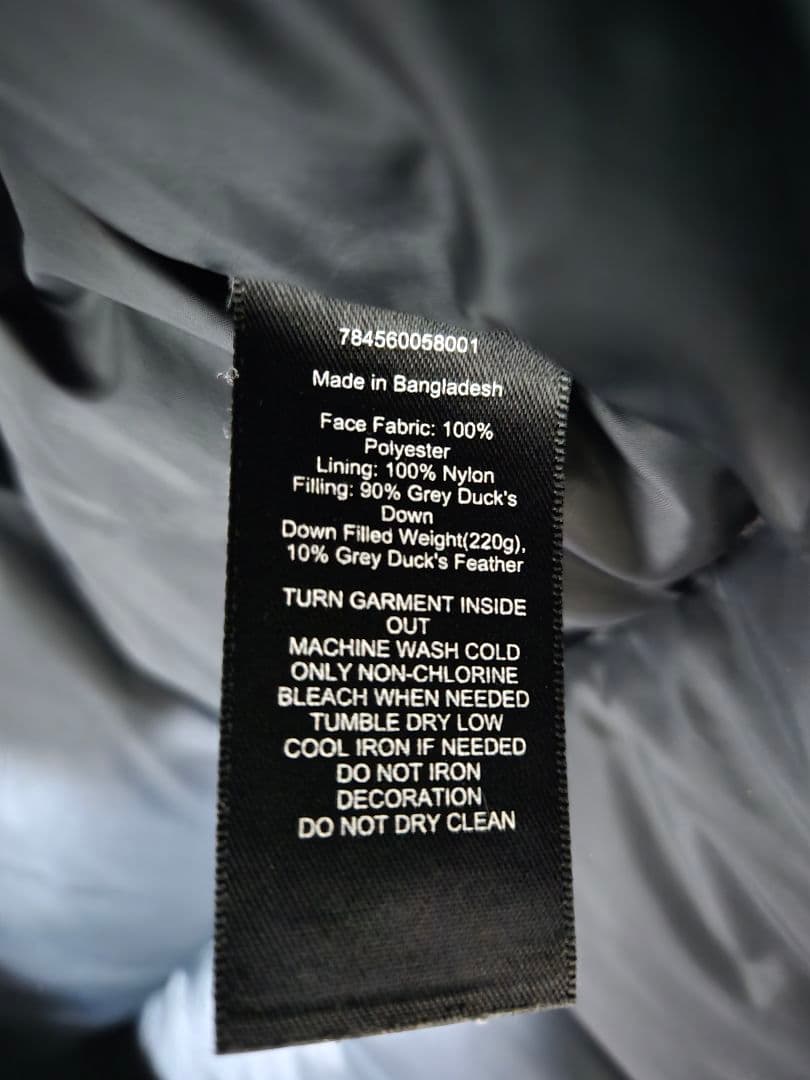 784560058001
Made in Bangladesh
Face Fabric: 100%
Polyester
Lining: 100% Nylon
Filling: 90% Grey Duck's
Down
Down Filled Weight(220g),
10% Grey Duck's Feather
TURN GARMENT INSIDE
OUT
MACHINE WASH COLD
ONLY NON-CHLORINE
BLEACH WHEN NEEDED
TUMBLE DRY LOW
COOL IRON IF NEEDED
DO NOT IRON
DECORATION
DO NOT DRY CLEAN